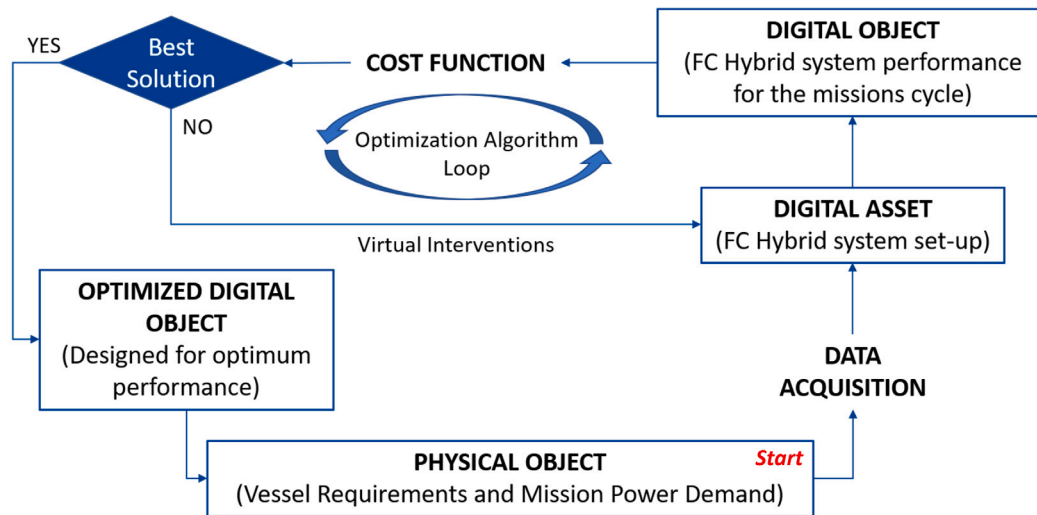 YES
Best
Solution
NO
COST FUNCTION
DIGITAL OBJECT
(FC Hybrid system performance
for the missions cycle)
Optimization Algorithm
Loop
Virtual Interventions
DIGITAL ASSET
(FC Hybrid system set-up)
OPTIMIZED DIGITAL
OBJECT
(Designed for optimum
performance)
DATA
ACQUISITION
PHYSICAL OBJECT
Start
(Vessel Requirements and Mission Power Demand)